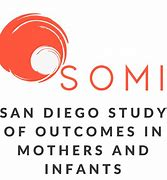 SOMI
SAN DIEGO STUDY
OF OUTCOMES IN
MOTHERS AND
INFANTS